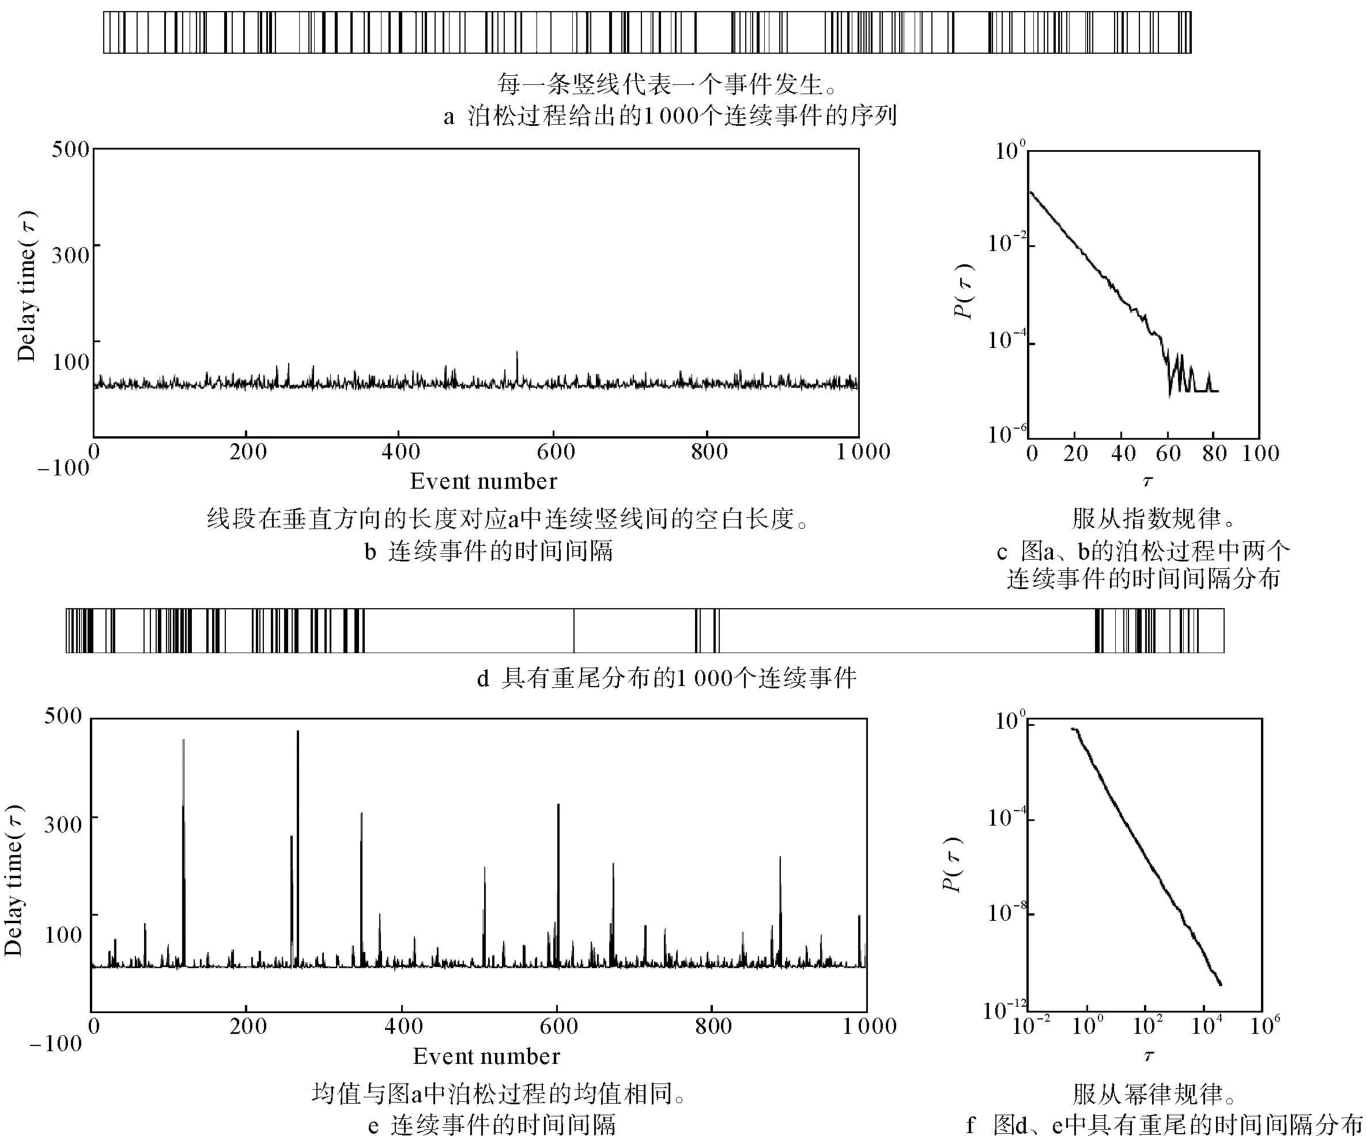 每一条竖线代表一个事件发生。
a 泊松过程给出的1 000个连续事件的序列
500
300
100
-100
Delay time(τ)
0 200 400 600 800 1 000
Event number
线段在垂直方向的长度对应a中连续竖线间的空白长度。
b 连续事件的时间间隔
10^0
10^-2
10^-4
10^-6
P(τ)
0 20 40 60 80 100
τ
服从指数规律。
c 图a、b的泊松过程中两个
连续事件的时间间隔分布
d 具有重尾分布的1 000个连续事件
500
300
100
-100
Delay time(τ)
0 200 400 600 800 1 000
Event number
均值与图a中泊松过程的均值相同。
e 连续事件的时间间隔
10^0
10^-4
10^-8
10^-12
P(τ)
10^-2 10^0 10^2 10^4 10^6
τ
服从幂律规律。
f 图d、e中具有重尾的时间间隔分布